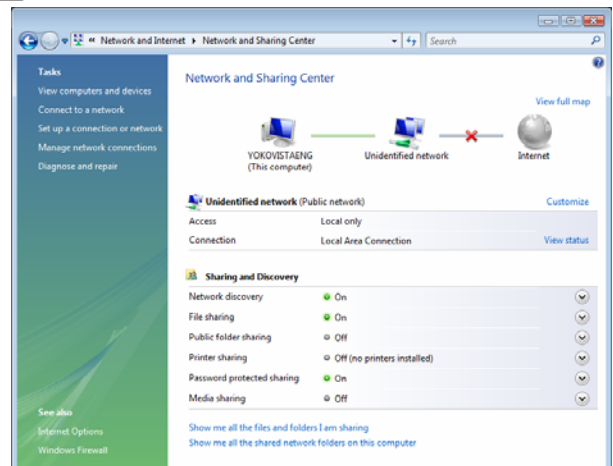 « Network and Internet ▸ Network and Sharing Center
Search
Tasks
View computers and devices
Connect to a network
Set up a connection or network
Manage network connections
Diagnose and repair
See also
Internet Options
Windows Firewall
Network and Sharing Center
View full map
YOKOVISTAENG
(This computer)
Unidentified network
Internet
Unidentified network (Public network)
Customize
Access Local only
Connection Local Area Connection View status
Sharing and Discovery
Network discovery On
File sharing On
Public folder sharing Off
Printer sharing Off (no printers installed)
Password protected sharing On
Media sharing Off
Show me all the files and folders I am sharing
Show me all the shared network folders on this computer